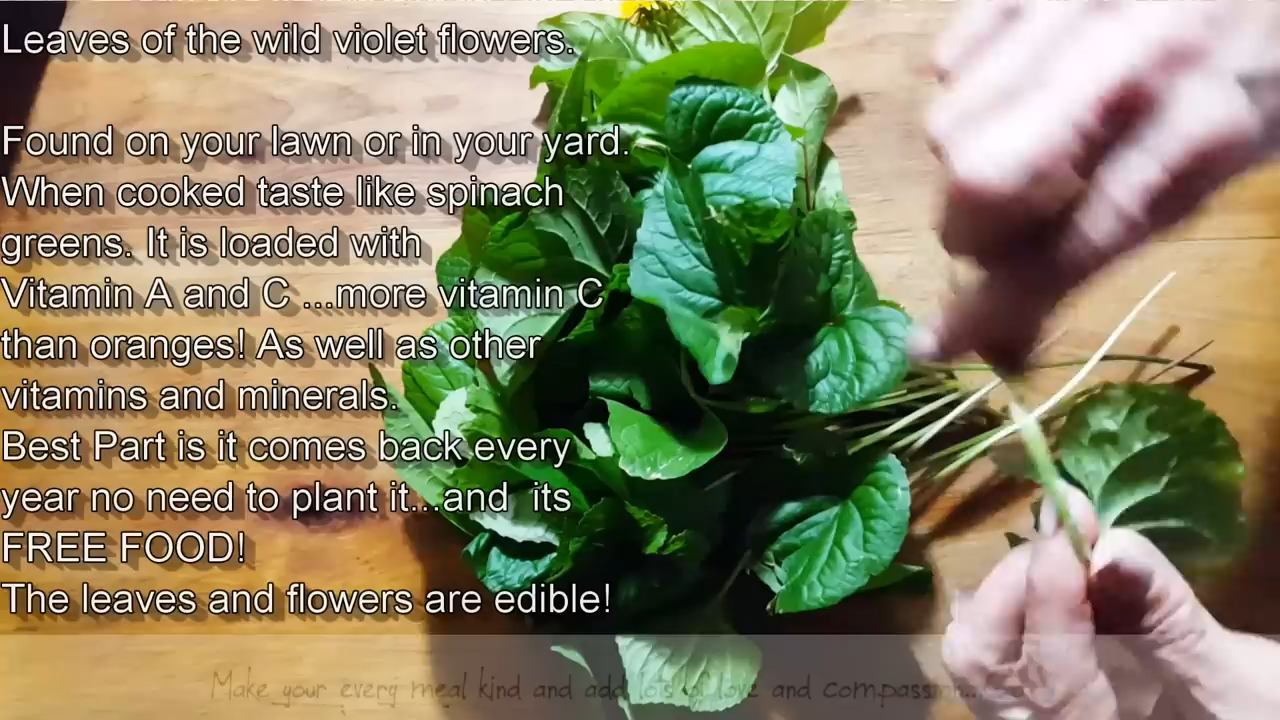 Leaves of the wild violet flowers.
Found on your lawn or in your yard.
When cooked taste like spinach
greens. It is loaded with
Vitamin A and C ...more vitamin C
than oranges! As well as other
vitamins and minerals.
Best Part is it comes back every
year no need to plant it...and its
FREE FOOD!
The leaves and flowers are edible!
Make your every meal kind and add lots of love and